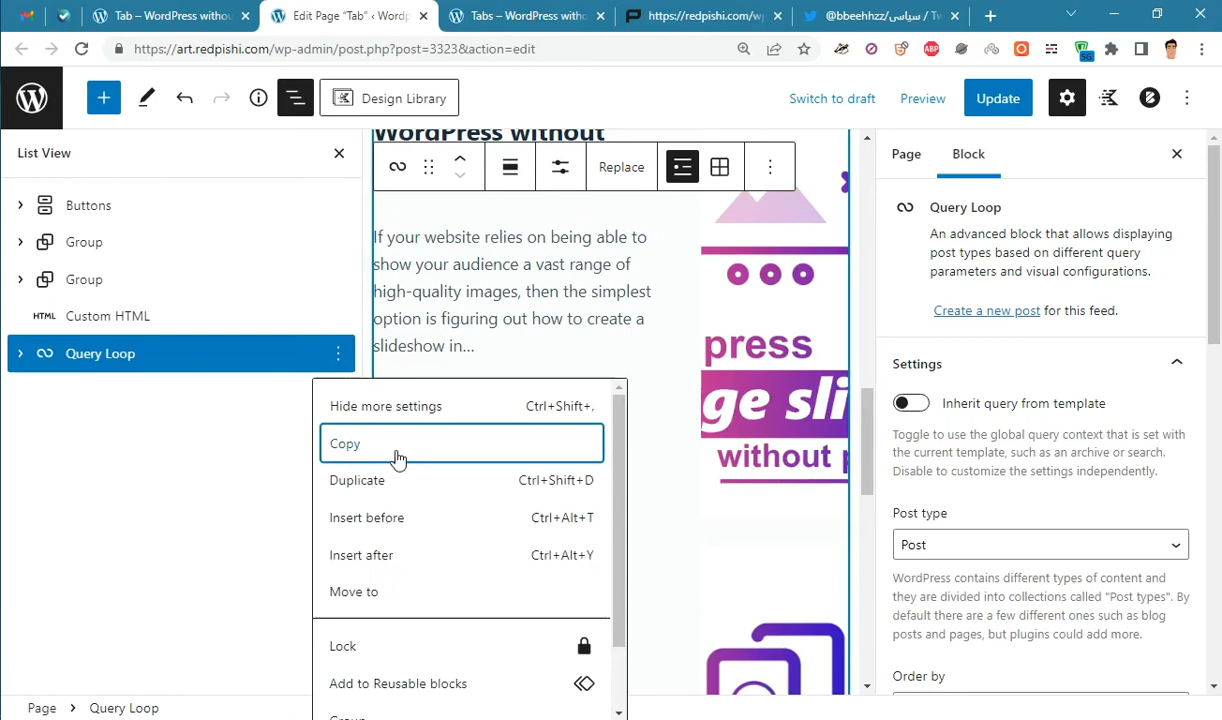 Tab – WordPress witho
Edit Page “Tab” ‹ Wordp
Tabs – WordPress witho
https://redpishi.com/wp
@bbeehhzz / سیاسی / Tw
https://art.redpishi.com/wp-admin/post.php?post=3323&action=edit
ABP
SG
Design Library
Switch to draft
Preview
Update
List View
Buttons
Group
Group
HTML Custom HTML
Query Loop
WordPress without
Replace
If your website relies on being able to
show your audience a vast range of
high-quality images, then the simplest
option is figuring out how to create a
slideshow in...
press
ge sli
without p
Hide more settings Ctrl+Shift+,
Copy
Duplicate Ctrl+Shift+D
Insert before Ctrl+Alt+T
Insert after Ctrl+Alt+Y
Move to
Lock
Add to Reusable blocks
Group
Page
Block
Query Loop
An advanced block that allows displaying
post types based on different query
parameters and visual configurations.
Create a new post for this feed.
Settings
Inherit query from template
Toggle to use the global query context that is set with
the current template, such as an archive or search.
Disable to customize the settings independently.
Post type
Post
WordPress contains different types of content and
they are divided into collections called "Post types". By
default there are a few different ones such as blog
posts and pages, but plugins could add more.
Order by
Page > Query Loop